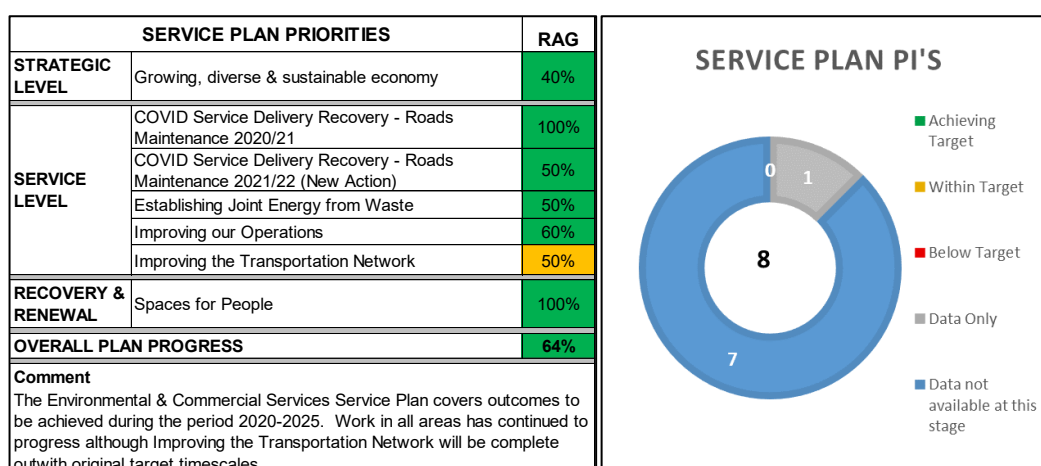 SERVICE PLAN PRIORITIES
RAG
STRATEGIC
LEVEL
Growing, diverse & sustainable economy
40%
SERVICE
LEVEL
COVID Service Delivery Recovery - Roads
Maintenance 2020/21
100%
COVID Service Delivery Recovery - Roads
Maintenance 2021/22 (New Action)
50%
Establishing Joint Energy from Waste
50%
Improving our Operations
60%
Improving the Transportation Network
50%
RECOVERY &
RENEWAL
Spaces for People
100%
OVERALL PLAN PROGRESS
64%
Comment
The Environmental & Commercial Services Service Plan covers outcomes to
be achieved during the period 2020-2025. Work in all areas has continued to
progress although Improving the Transportation Network will be complete
outwith original target timescales
SERVICE PLAN PI'S
0
1
8
7
Achieving
Target
Within Target
Below Target
Data Only
Data not
available at this
stage